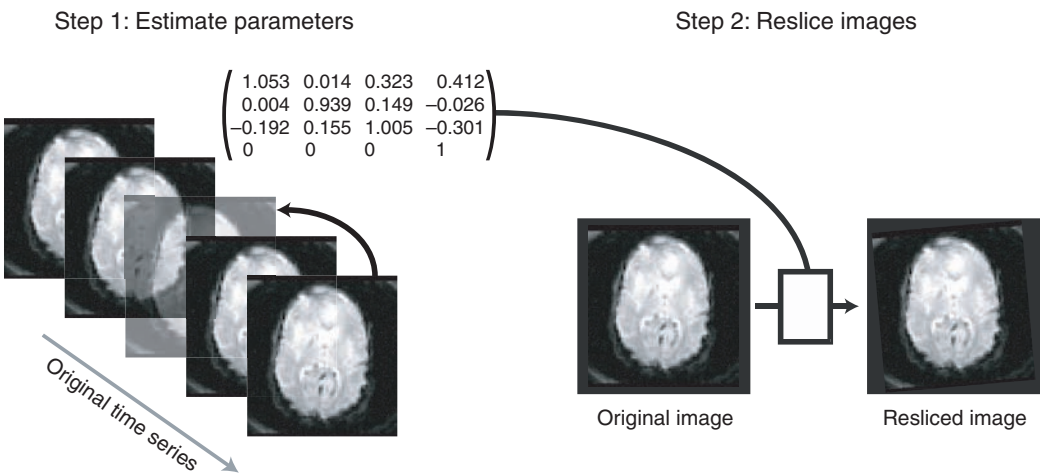 Step 1: Estimate parameters
Step 2: Reslice images
1.053 0.014 0.323 0.412
0.004 0.939 0.149 –0.026
–0.192 0.155 1.005 –0.301
0 0 0 1
Original time series
Original image
Resliced image